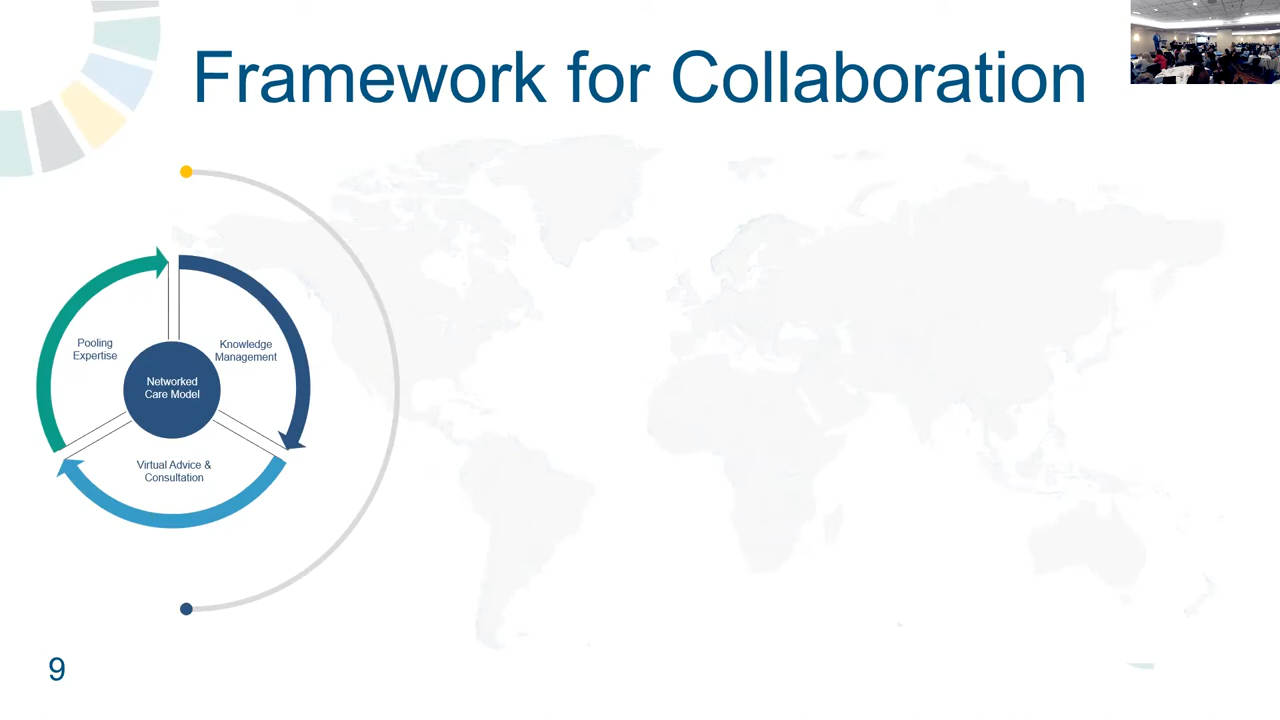 Framework for Collaboration
Pooling
Expertise
Knowledge
Management
Networked
Care Model
Virtual Advice &
Consultation
9